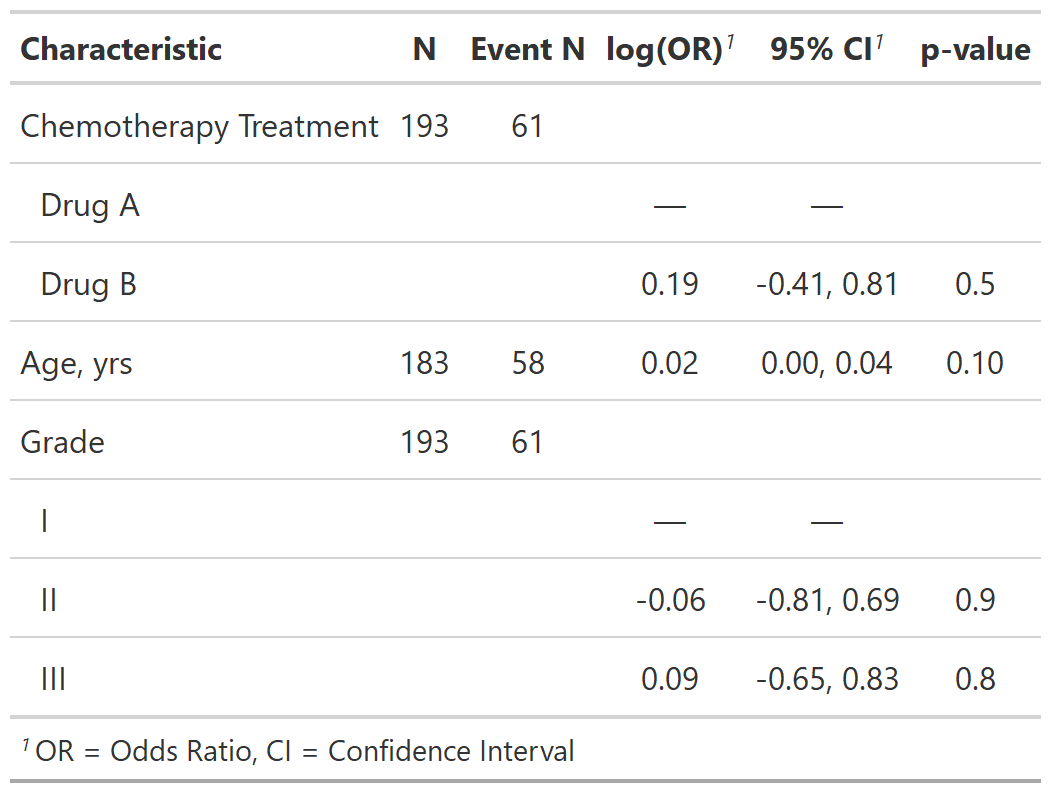 Characteristic N Event N log(OR)1 95% CI1 p-value
Chemotherapy Treatment 193 61
Drug A — —
Drug B 0.19 -0.41, 0.81 0.5
Age, yrs 183 58 0.02 0.00, 0.04 0.10
Grade 193 61
I — —
II -0.06 -0.81, 0.69 0.9
III 0.09 -0.65, 0.83 0.8
1 OR = Odds Ratio, CI = Confidence Interval